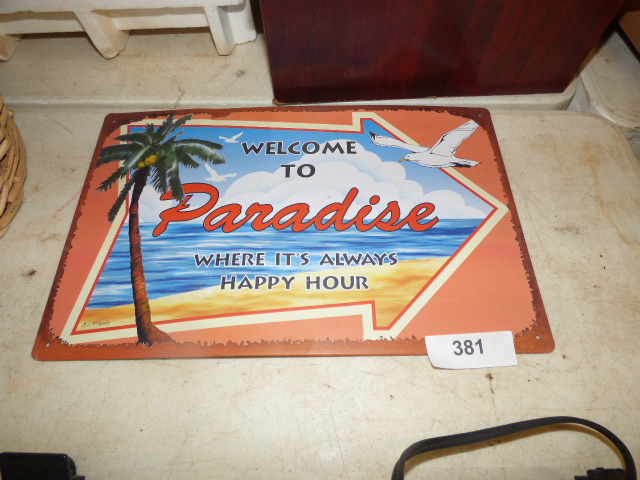 WELCOME
TO
Paradise
WHERE IT'S ALWAYS
HAPPY HOUR
381